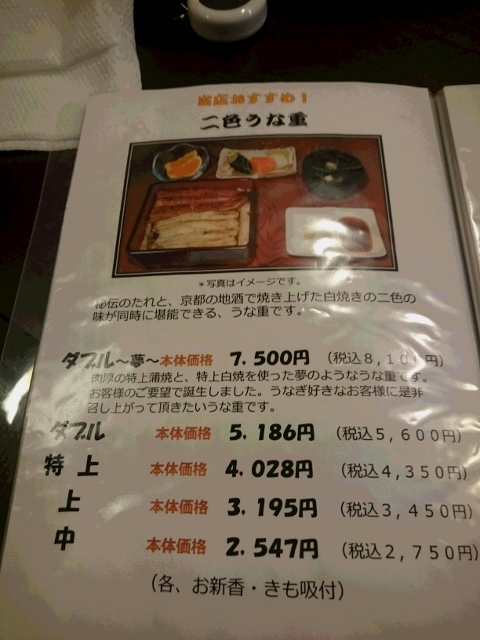 当店おすすめ！
二色うな重
＊写真はイメージです。
秘伝のたれと、京都の地酒で焼き上げた白焼きの二色の
味が同時に堪能できる、うな重です。
ダブル～夢～本体価格 7.500円 (税込8,100円)
肉厚の特上蒲焼と、特上白焼を使った夢のようなうな重です。
お客様のご要望で誕生しました。うなぎ好きなお客様に是非
召し上がって頂きたいうな重です。
ダブル 本体価格 5.186円 (税込5,600円)
特上 本体価格 4.028円 (税込4,350円)
上 本体価格 3.195円 (税込3,450円)
中 本体価格 2.547円 (税込2,750円)
(各、お新香・きも吸付)